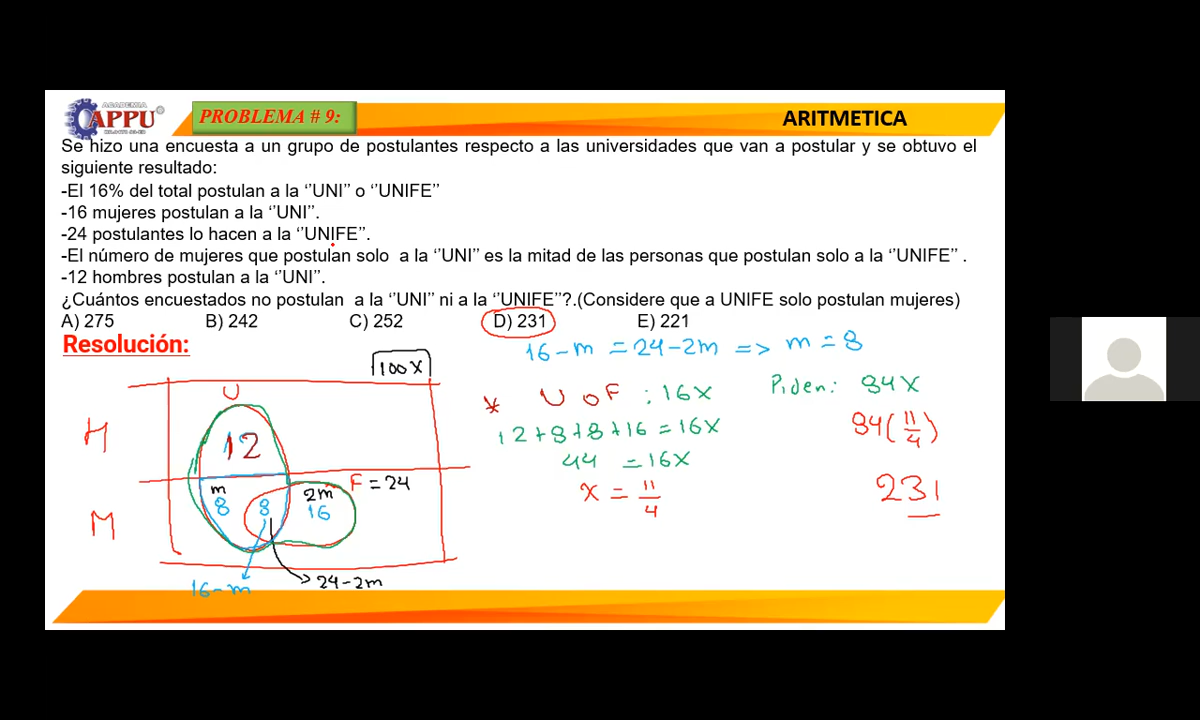 ACADEMIA
APPU
PROBLEMA # 9:
ARITMETICA
Se hizo una encuesta a un grupo de postulantes respecto a las universidades que van a postular y se obtuvo el
siguiente resultado:
-El 16% del total postulan a la ‘’UNI’’ o ‘’UNIFE’’
-16 mujeres postulan a la ‘’UNI’’.
-24 postulantes lo hacen a la ‘’UNIFE’’.
-El número de mujeres que postulan solo a la ‘’UNI’’ es la mitad de las personas que postulan solo a la ‘’UNIFE’’ .
-12 hombres postulan a la ‘’UNI’’.
¿Cuántos encuestados no postulan a la ‘’UNI’’ ni a la ‘’UNIFE’’?.(Considere que a UNIFE solo postulan mujeres)
A) 275 B) 242 C) 252 D) 231 E) 221
Resolución:
16-m = 24-2m => m = 8
100X
U
* U o F : 16X
Piden: 84X
12+8+8+16 = 16X
84(11/4)
H
12
44 = 16X
F = 24
m
2m
x = 11/4
231
8
8
16
M
16-m
24-2m